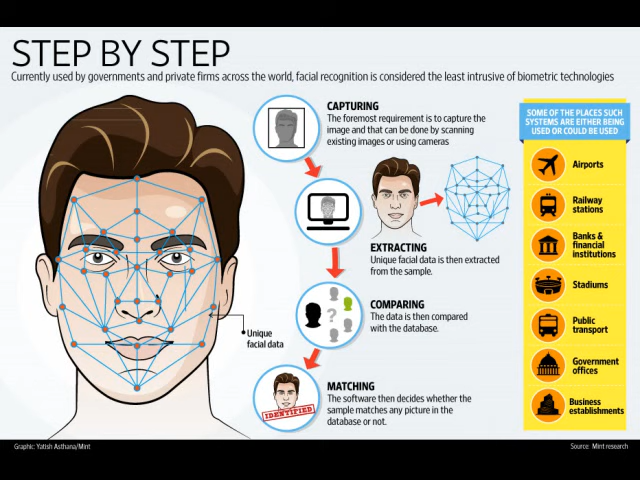 STEP BY STEP
Currently used by governments and private firms across the world, facial recognition is considered the least intrusive of biometric technologies
CAPTURING
The foremost requirement is to capture the
image and that can be done by scanning
existing images or using cameras
EXTRACTING
Unique facial data is then extracted
from the sample.
COMPARING
The data is then compared
with the database.
?
Unique
facial data
MATCHING
The software then decides whether the
sample matches any picture in the
database or not.
IDENTIFIED
SOME OF THE PLACES SUCH
SYSTEMS ARE EITHER BEING
USED OR COULD BE USED
Airports
Railway
stations
Banks &
financial
institutions
Stadiums
Public
transport
Government
offices
Business
establishments
Graphic: Yatish Asthana/Mint
Source: Mint research